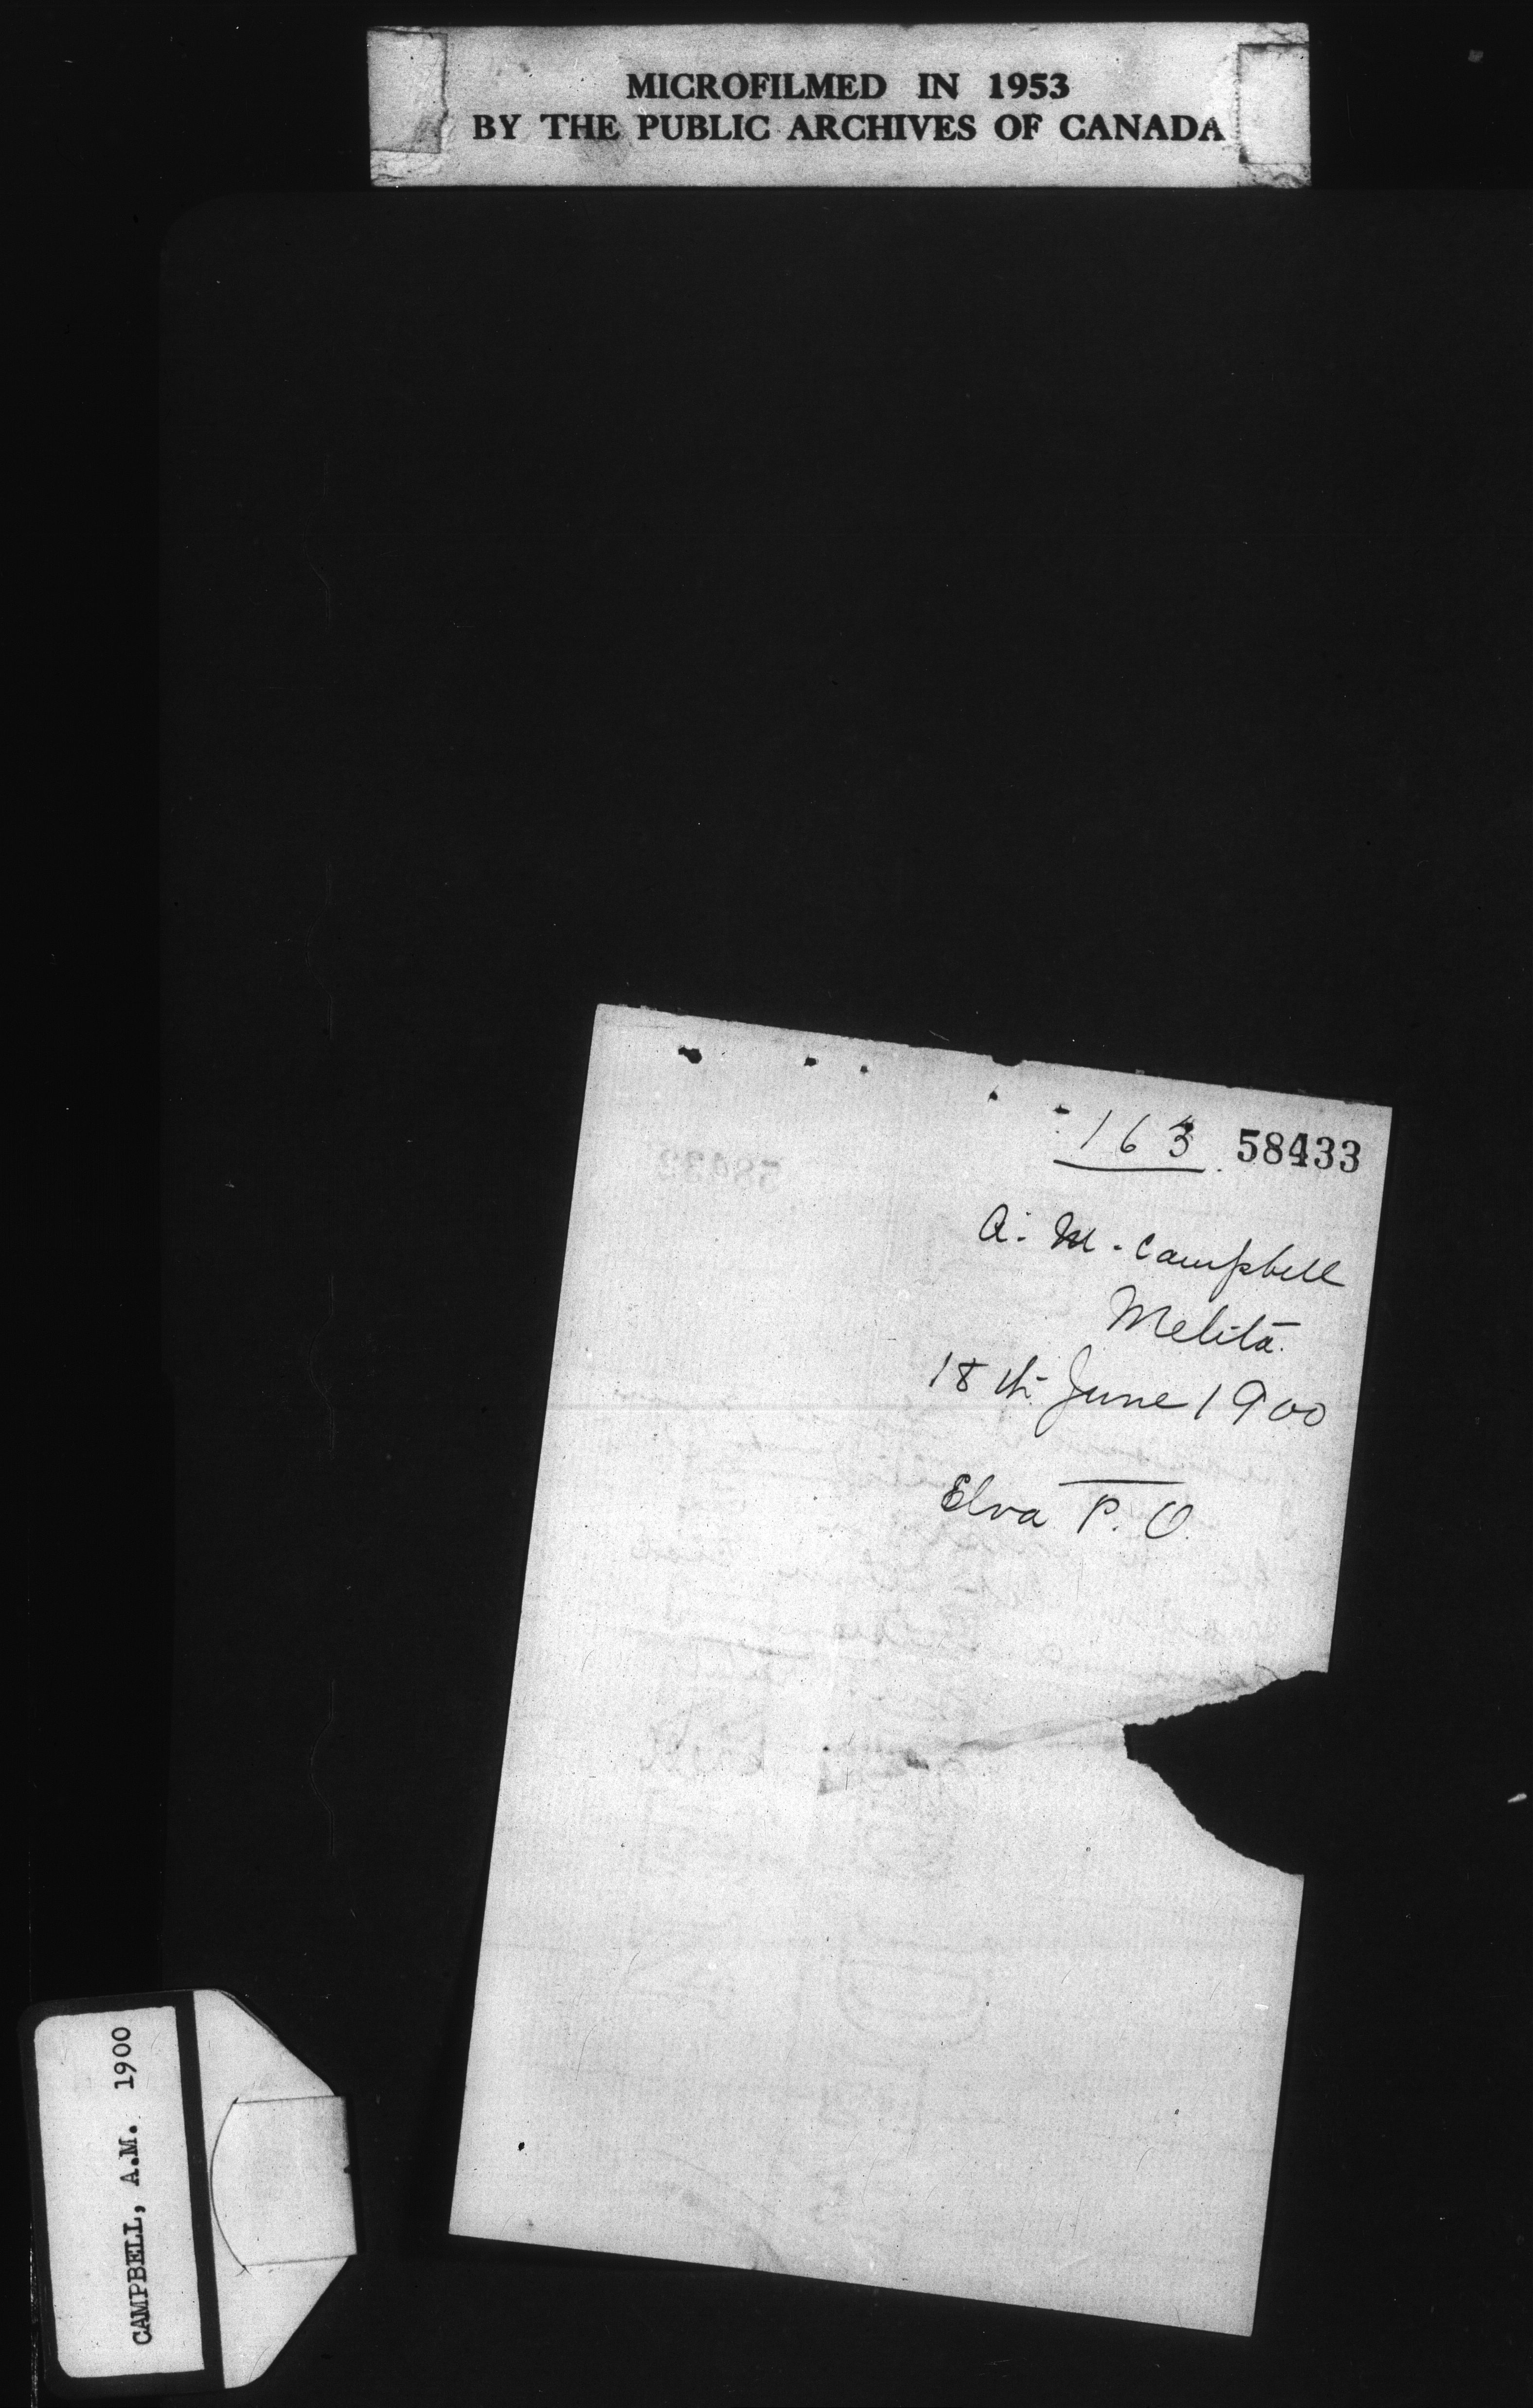 MICROFILMED IN 1953
BY THE PUBLIC ARCHIVES OF CANADA
163 58433
A. M. Campbell
Melita.
18th June 1900
Elva P. O.
CAMPBELL, A.M. 1900